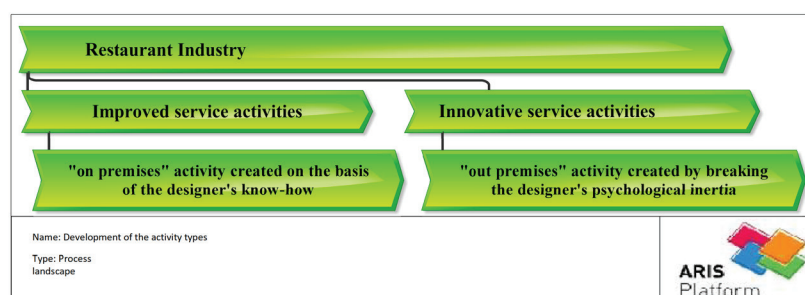 Restaurant Industry
Improved service activities
Innovative service activities
"on premises" activity created on the basis
of the designer's know-how
"out premises" activity created by breaking
the designer's psychological inertia
Name: Development of the activity types
Type: Process
landscape
ARIS
Platform